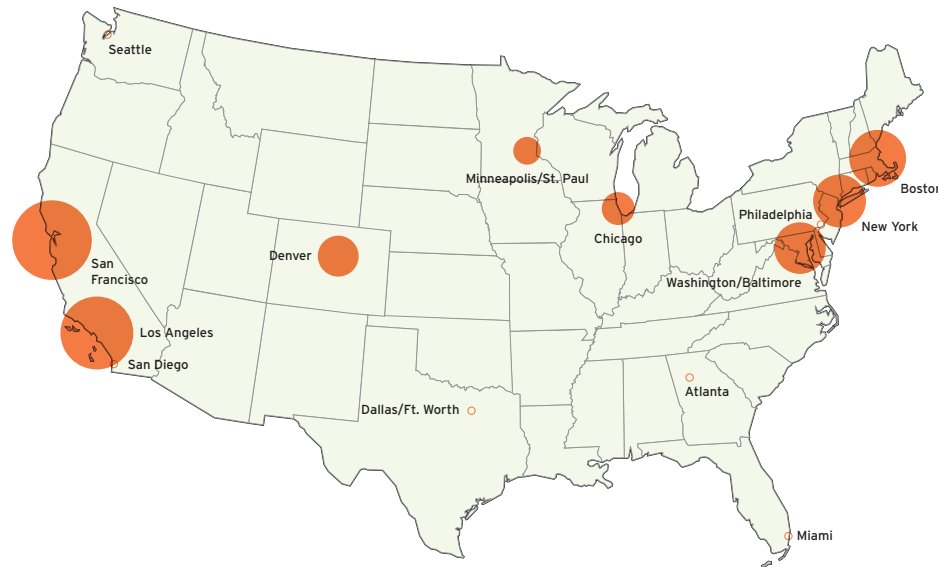 Seattle
Minneapolis/St. Paul
Boston
Philadelphia
New York
Chicago
Denver
San
Francisco
Washington/Baltimore
Los Angeles
San Diego
Atlanta
Dallas/Ft. Worth
Miami